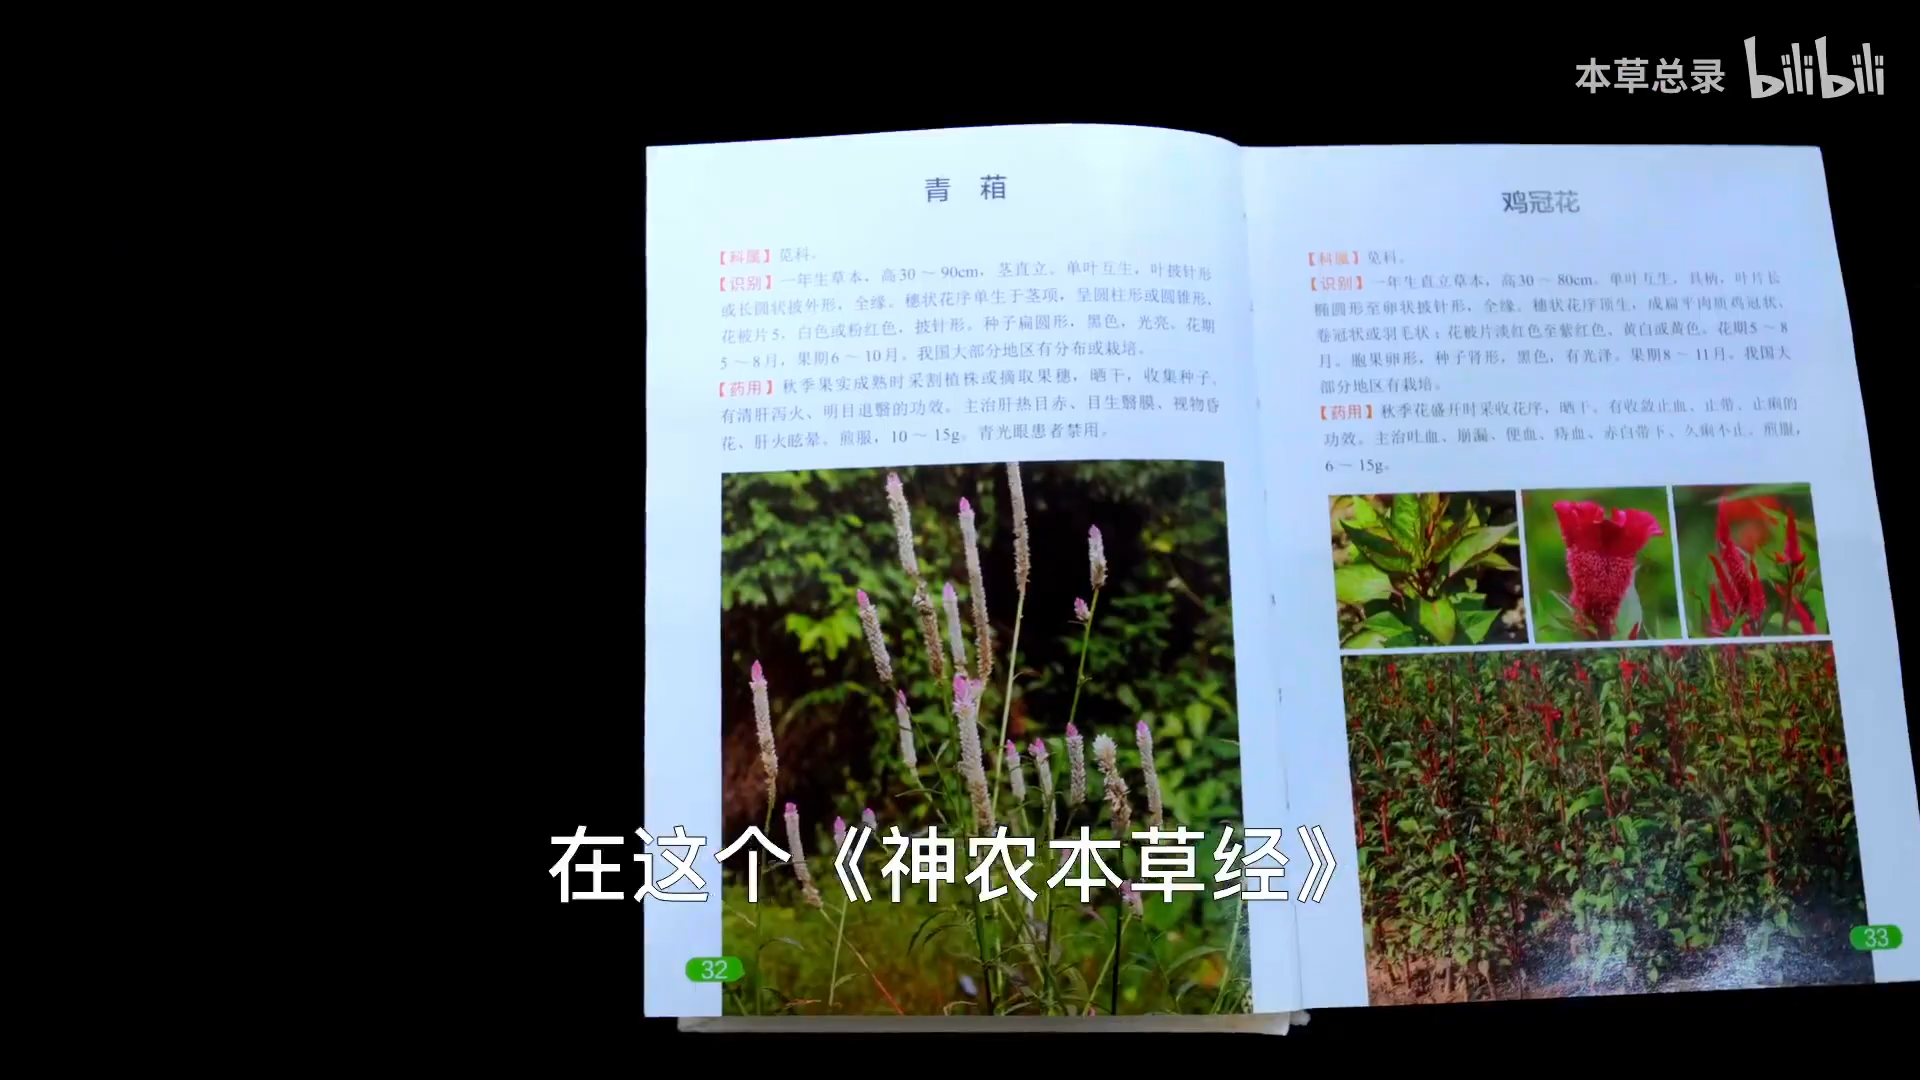 本草总录 bilibili
青 葙
【科属】苋科。
【识别】一年生草本，高30～90cm，茎直立。单叶互生，叶披针形
或长圆状披外形，全缘。穗状花序单生于茎项，呈圆柱形或圆锥形，
花被片5，白色或粉红色，披针形。种子扁圆形，黑色，光亮。花期
5～8月，果期6～10月。我国大部分地区有分布或栽培。
【药用】秋季果实成熟时采割植株或摘取果穗，晒干，收集种子。
有清肝泻火、明目退翳的功效。主治肝热目赤、目生翳膜、视物昏
花、肝火眩晕。煎服，10～15g。青光眼患者禁用。
32
鸡冠花
【科属】苋科。
【识别】一年生直立草本，高30～80cm。单叶互生，具柄，叶片长
椭圆形至卵状披针形，全缘。穗状花序顶生，成扁平肉质鸡冠状、
卷冠状或羽毛状；花被片淡红色至紫红色、黄白或黄色。花期5～8
月。胞果卵形，种子肾形，黑色，有光泽。果期8～11月。我国大
部分地区有栽培。
【药用】秋季花盛开时采收花序，晒干。有收敛止血、止带、止痢的
功效。主治吐血、崩漏、便血、痔血、赤白带下、久痢不止。煎服，
6～15g。
33
在这个《神农本草经》